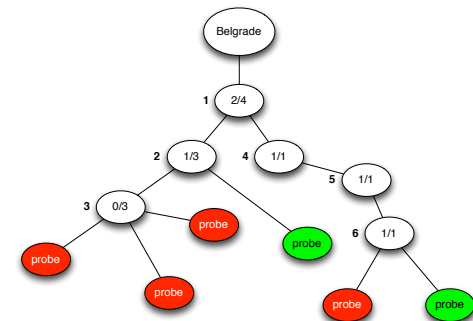 Belgrade
1 2/4
2 1/3
4 1/1
5 1/1
3 0/3
probe
6 1/1
probe
probe
probe
probe
probe